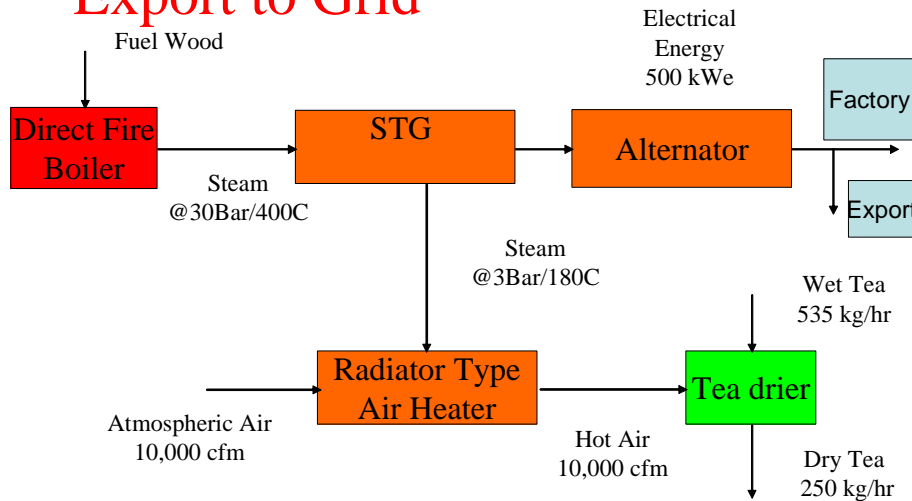 Export to Grid
Fuel Wood
Electrical
Energy
500 kWe
Direct Fire
Boiler
STG
Alternator
Factory
Export
Steam
@30Bar/400C
Steam
@3Bar/180C
Wet Tea
535 kg/hr
Radiator Type
Air Heater
Tea drier
Atmospheric Air
10,000 cfm
Hot Air
10,000 cfm
Dry Tea
250 kg/hr